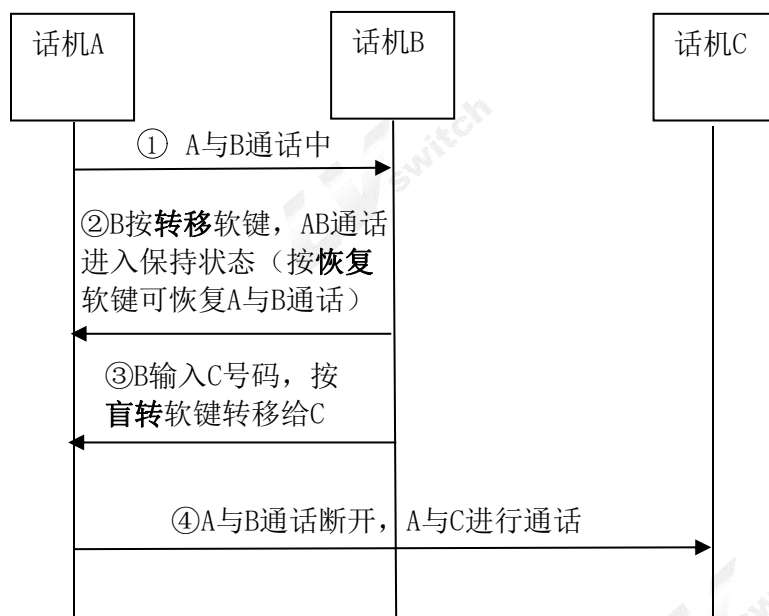 话机A
话机B
话机C
① A与B通话中
switch
②B按转移软键，AB通话
进入保持状态（按恢复
软键可恢复A与B通话）
③B输入C号码，按
盲转软键转移给C
④A与B通话断开，A与C进行通话